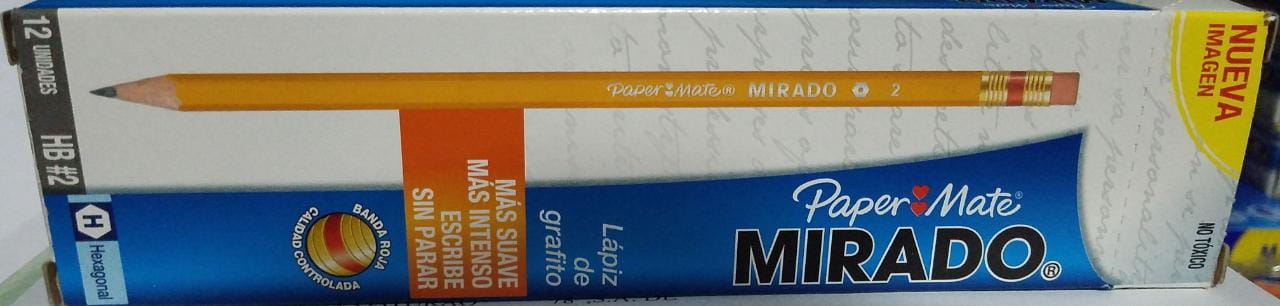 12 UNIDADES
HB #2
H
Hexagonal
Paper Mate® MIRADO 2
NUEVA
IMAGEN
MÁS SUAVE
MÁS INTENSO
ESCRIBE
SIN PARAR
BANDA ROJA
CALIDAD CONTROLADA
Lápiz
de
grafito
Paper Mate®
MIRADO®
NO TÓXICO